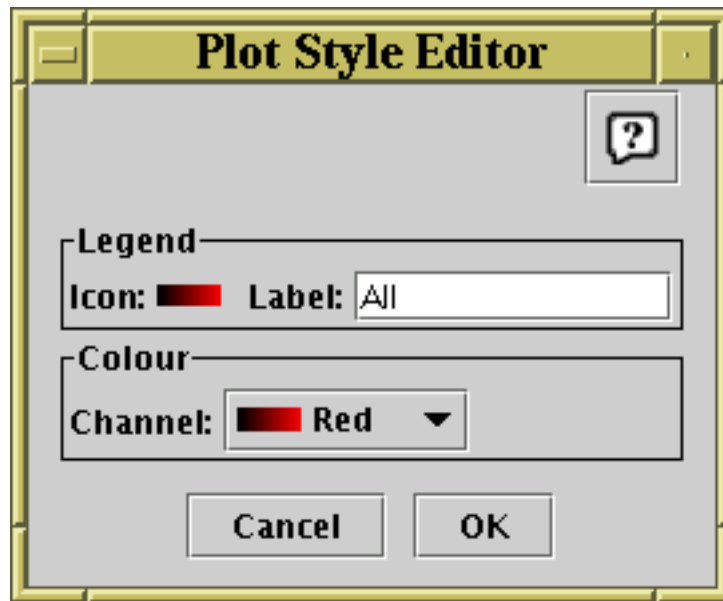 Plot Style Editor
?
Legend
Icon: Label: All
Colour
Channel: Red
Cancel OK